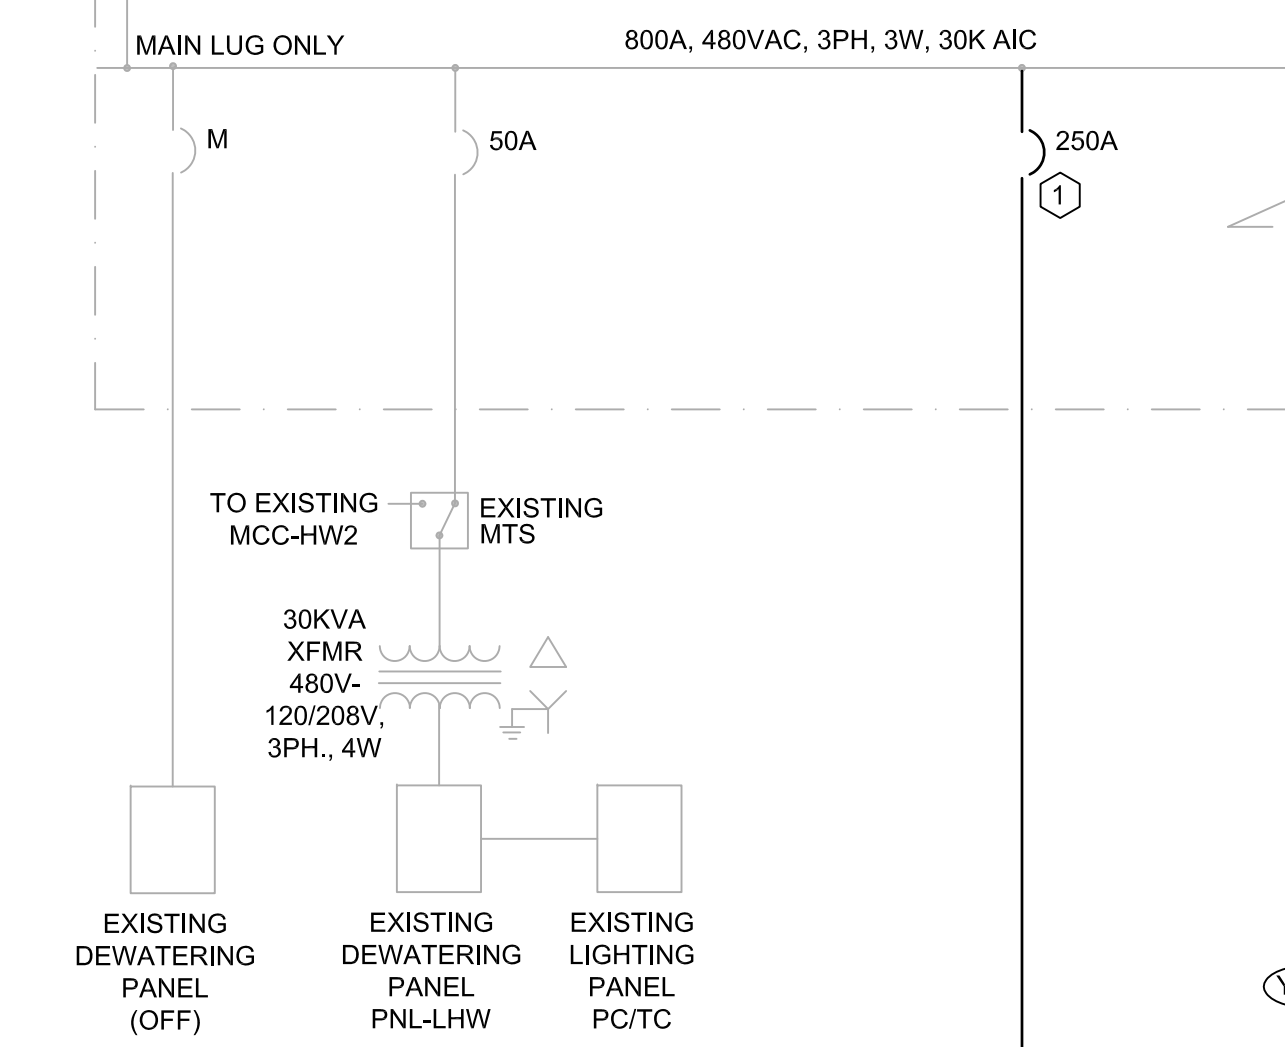 MAIN LUG ONLY
800A, 480VAC, 3PH, 3W, 30K AIC
M
50A
250A
1
TO EXISTING
MCC-HW2
EXISTING
MTS
30KVA
XFMR
480V-
120/208V,
3PH., 4W
EXISTING
DEWATERING
PANEL
(OFF)
EXISTING
DEWATERING
PANEL
PNL-LHW
EXISTING
LIGHTING
PANEL
PC/TC